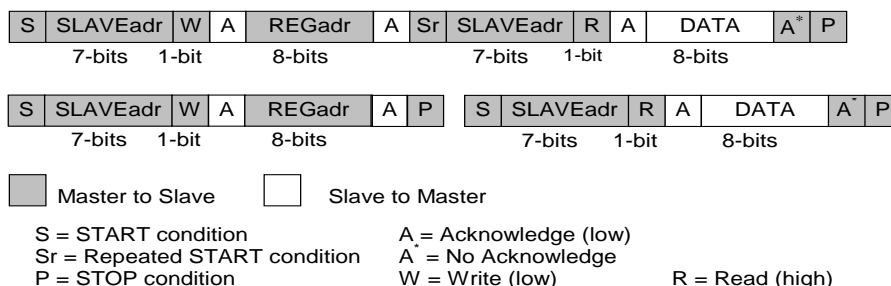 S SLAVEadr W A REGadr A Sr SLAVEadr R A DATA A* P
7-bits 1-bit 8-bits 7-bits 1-bit 8-bits
S SLAVEadr W A REGadr A P S SLAVEadr R A DATA A* P
7-bits 1-bit 8-bits 7-bits 1-bit 8-bits
Master to Slave Slave to Master
S = START condition A = Acknowledge (low)
Sr = Repeated START condition A* = No Acknowledge
P = STOP condition W = Write (low) R = Read (high)